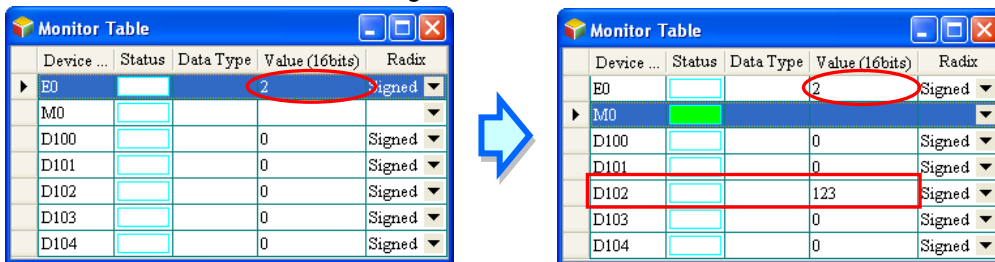 Monitor Table
Device ... Status Data Type Value (16bits) Radix
E0 2 Signed
M0
D100 0 Signed
D101 0 Signed
D102 0 Signed
D103 0 Signed
D104 0 Signed
Monitor Table
Device ... Status Data Type Value (16bits) Radix
E0 2 Signed
M0
D100 0 Signed
D101 0 Signed
D102 123 Signed
D103 0 Signed
D104 0 Signed